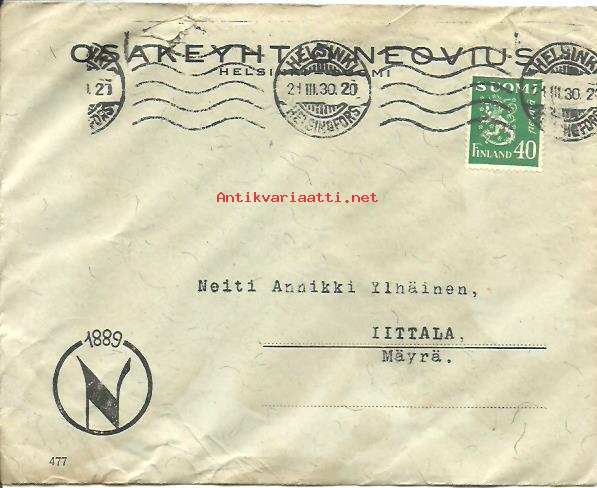 OSAKEYHTIÖ NEOVIUS
HELSINKI SUOMI
HELSINKI
21.III.30.20
HELSINGFORS
SUOMI
FINLAND 40
Antikvariaatti.net
Neiti Annikki Ylhäinen,
IITTALA,
Mäyrä.
1889
N
477